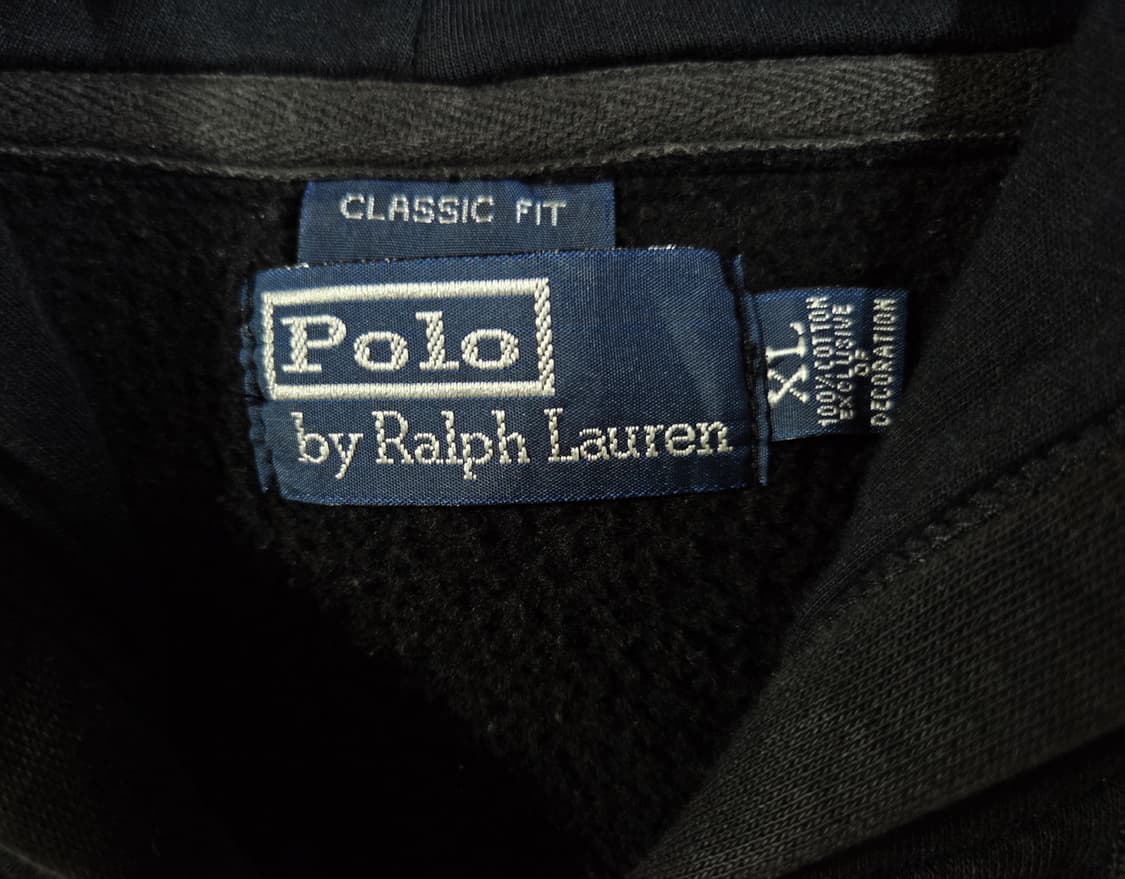 CLASSIC FIT
Polo
by Ralph Lauren
XL
100% COTTON
EXCLUSIVE
OF
DECORATION